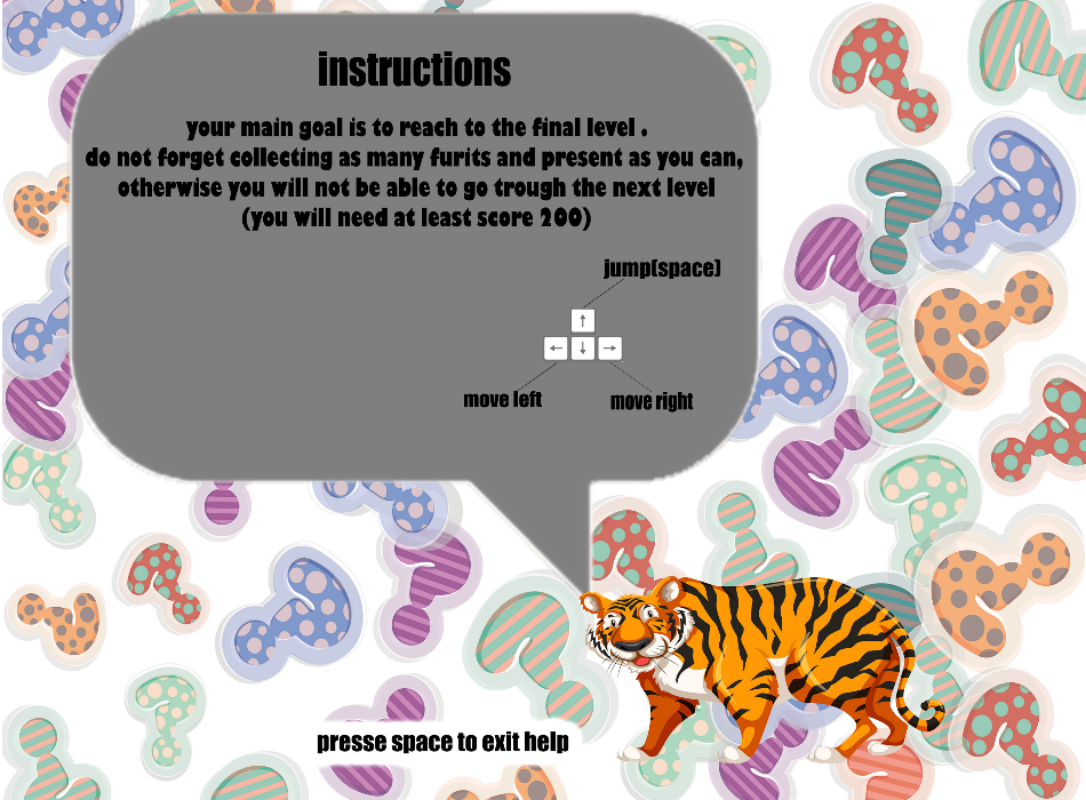 instructions
your main goal is to reach to the final level .
do not forget collecting as many furits and present as you can,
otherwise you will not be able to go trough the next level
(you will need at least score 200)
jump(space)
↑
← ↓ →
move left
move right
presse space to exit help